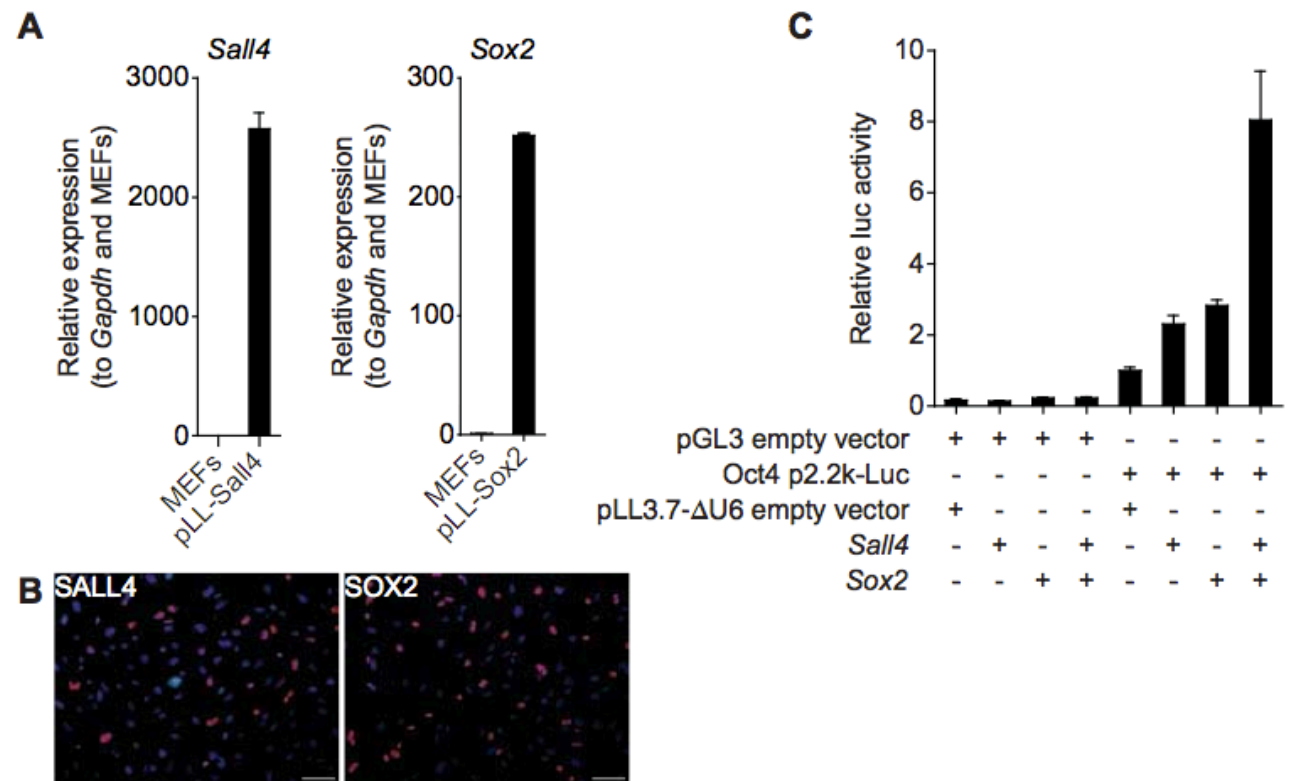 A
Sall4
Relative expression
(to Gapdh and MEFs)
3000
2000
1000
0
MEFs
pLL-Sall4
Sox2
Relative expression
(to Gapdh and MEFs)
300
200
100
0
MEFs
pLL-Sox2
B
SALL4
SOX2
C
Relative luc activity
10
8
6
4
2
0
pGL3 empty vector + + + + - - - -
Oct4 p2.2k-Luc - - - - + + + +
pLL3.7-ΔU6 empty vector + - - - + - - -
Sall4 - + - + - + - +
Sox2 - - + + - - + +